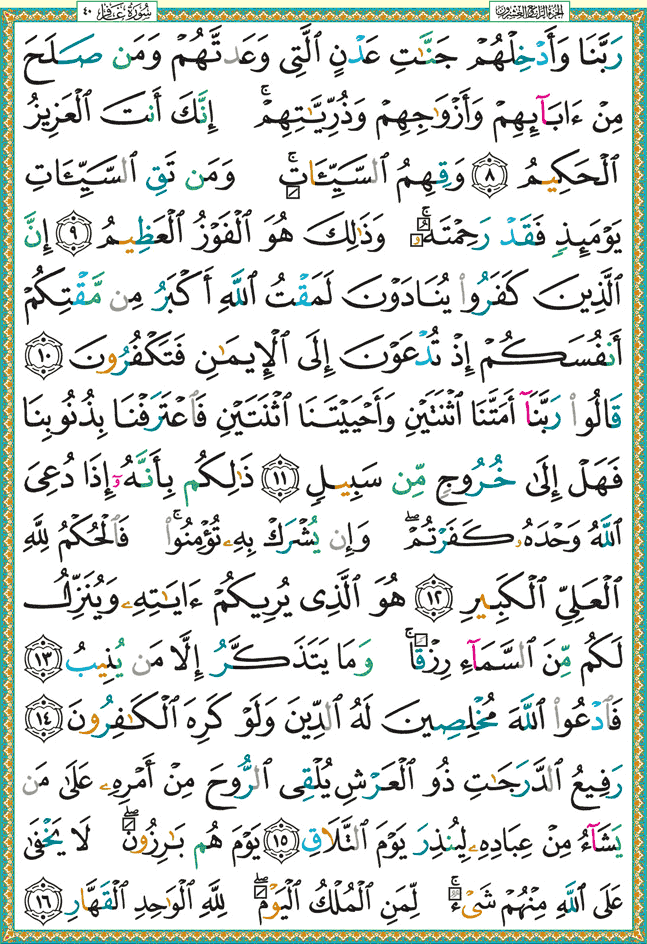 الجزء الرابع والعشرون سورة غافر ٤٠
رَبَّنَا وَأَدْخِلْهُمْ جَنَّٰتِ عَدْنٍ ٱلَّتِى وَعَدتَّهُمْ وَمَن صَلَحَ
مِنْ ءَابَآئِهِمْ وَأَزْوَٰجِهِمْ وَذُرِّيَّٰتِهِمْ ۚ إِنَّكَ أَنتَ ٱلْعَزِيزُ
ٱلْحَكِيمُ ٨ وَقِهِمُ ٱلسَّيِّـَٔاتِ ۚ وَمَن تَقِ ٱلسَّيِّـَٔاتِ
يَوْمَئِذٍ فَقَدْ رَحِمْتَهُۥ ۚ وَذَٰلِكَ هُوَ ٱلْفَوْزُ ٱلْعَظِيمُ ٩ إِنَّ
ٱلَّذِينَ كَفَرُوا۟ يُنَادَوْنَ لَمَقْتُ ٱللَّهِ أَكْبَرُ مِن مَّقْتِكُمْ
أَنفُسَكُمْ إِذْ تُدْعَوْنَ إِلَى ٱلْإِيمَٰنِ فَتَكْفُرُونَ ١٠
قَالُوا۟ رَبَّنَآ أَمَتَّنَا ٱثْنَتَيْنِ وَأَحْيَيْتَنَا ٱثْنَتَيْنِ فَٱعْتَرَفْنَا بِذُنُوبِنَا
فَهَلْ إِلَىٰ خُرُوجٍ مِّن سَبِيلٍ ١١ ذَٰلِكُم بِأَنَّهُۥٓ إِذَا دُعِىَ
ٱللَّهُ وَحْدَهُۥ كَفَرْتُمْ ۖ وَإِن يُشْرَكْ بِهِۦ تُؤْمِنُوا۟ ۚ فَٱلْحُكْمُ لِلَّهِ
ٱلْعَلِىِّ ٱلْكَبِيرِ ١٢ هُوَ ٱلَّذِى يُرِيكُمْ ءَايَٰتِهِۦ وَيُنَزِّلُ
لَكُم مِّنَ ٱلسَّمَآءِ رِزْقًا ۚ وَمَا يَتَذَكَّرُ إِلَّا مَن يُنِيبُ ١٣
فَٱدْعُوا۟ ٱللَّهَ مُخْلِصِينَ لَهُ ٱلدِّينَ وَلَوْ كَرِهَ ٱلْكَٰفِرُونَ ١٤
رَفِيعُ ٱلدَّرَجَٰتِ ذُو ٱلْعَرْشِ يُلْقِى ٱلرُّوحَ مِنْ أَمْرِهِۦ عَلَىٰ مَن
يَشَآءُ مِنْ عِبَادِهِۦ لِيُنذِرَ يَوْمَ ٱلتَّلَاقِ ١٥ يَوْمَ هُم بَٰرِزُونَ ۖ لَا يَخْفَىٰ
عَلَى ٱللَّهِ مِنْهُمْ شَىْءٌ ۚ لِّمَنِ ٱلْمُلْكُ ٱلْيَوْمَ ۖ لِلَّهِ ٱلْوَٰحِدِ ٱلْقَهَّارِ ١٦